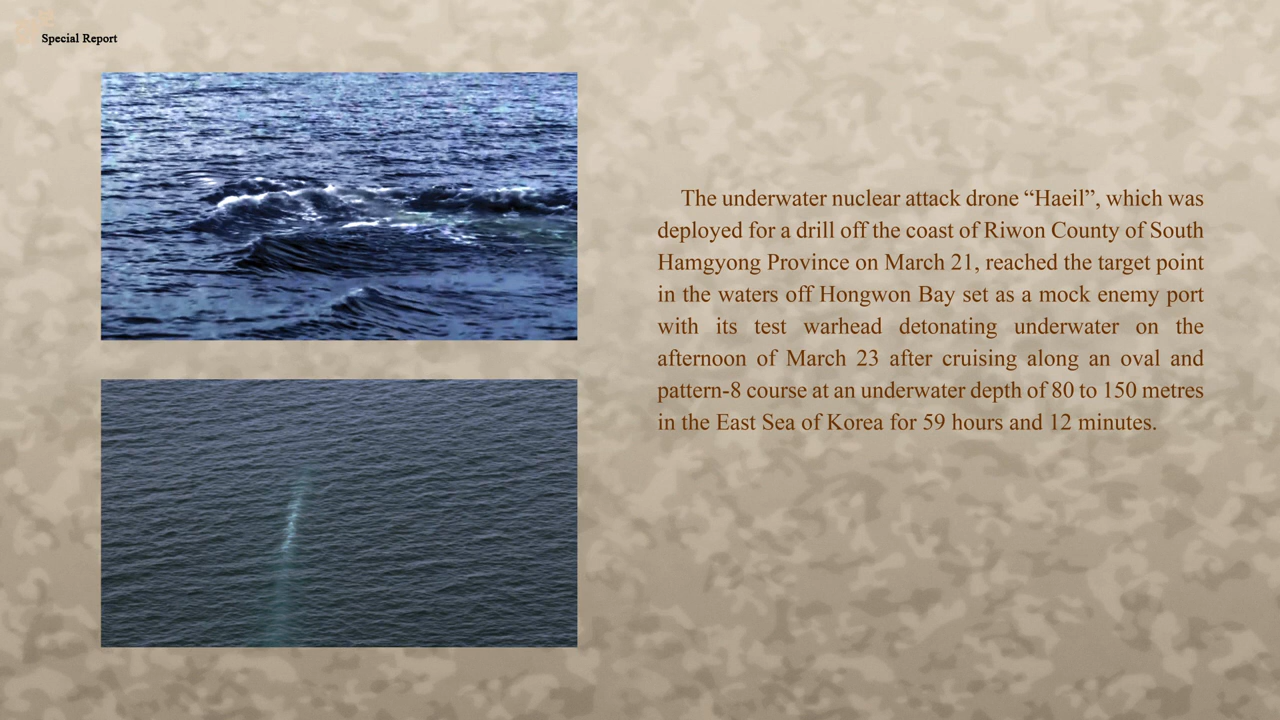 Special Report
The underwater nuclear attack drone “Haeil”, which was
deployed for a drill off the coast of Riwon County of South
Hamgyong Province on March 21, reached the target point
in the waters off Hongwon Bay set as a mock enemy port
with its test warhead detonating underwater on the
afternoon of March 23 after cruising along an oval and
pattern-8 course at an underwater depth of 80 to 150 metres
in the East Sea of Korea for 59 hours and 12 minutes.